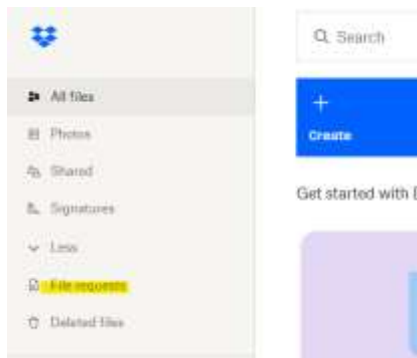 All files
Photos
Shared
Signatures
Less
File requests
Deleted files
Search
Create
Get started with